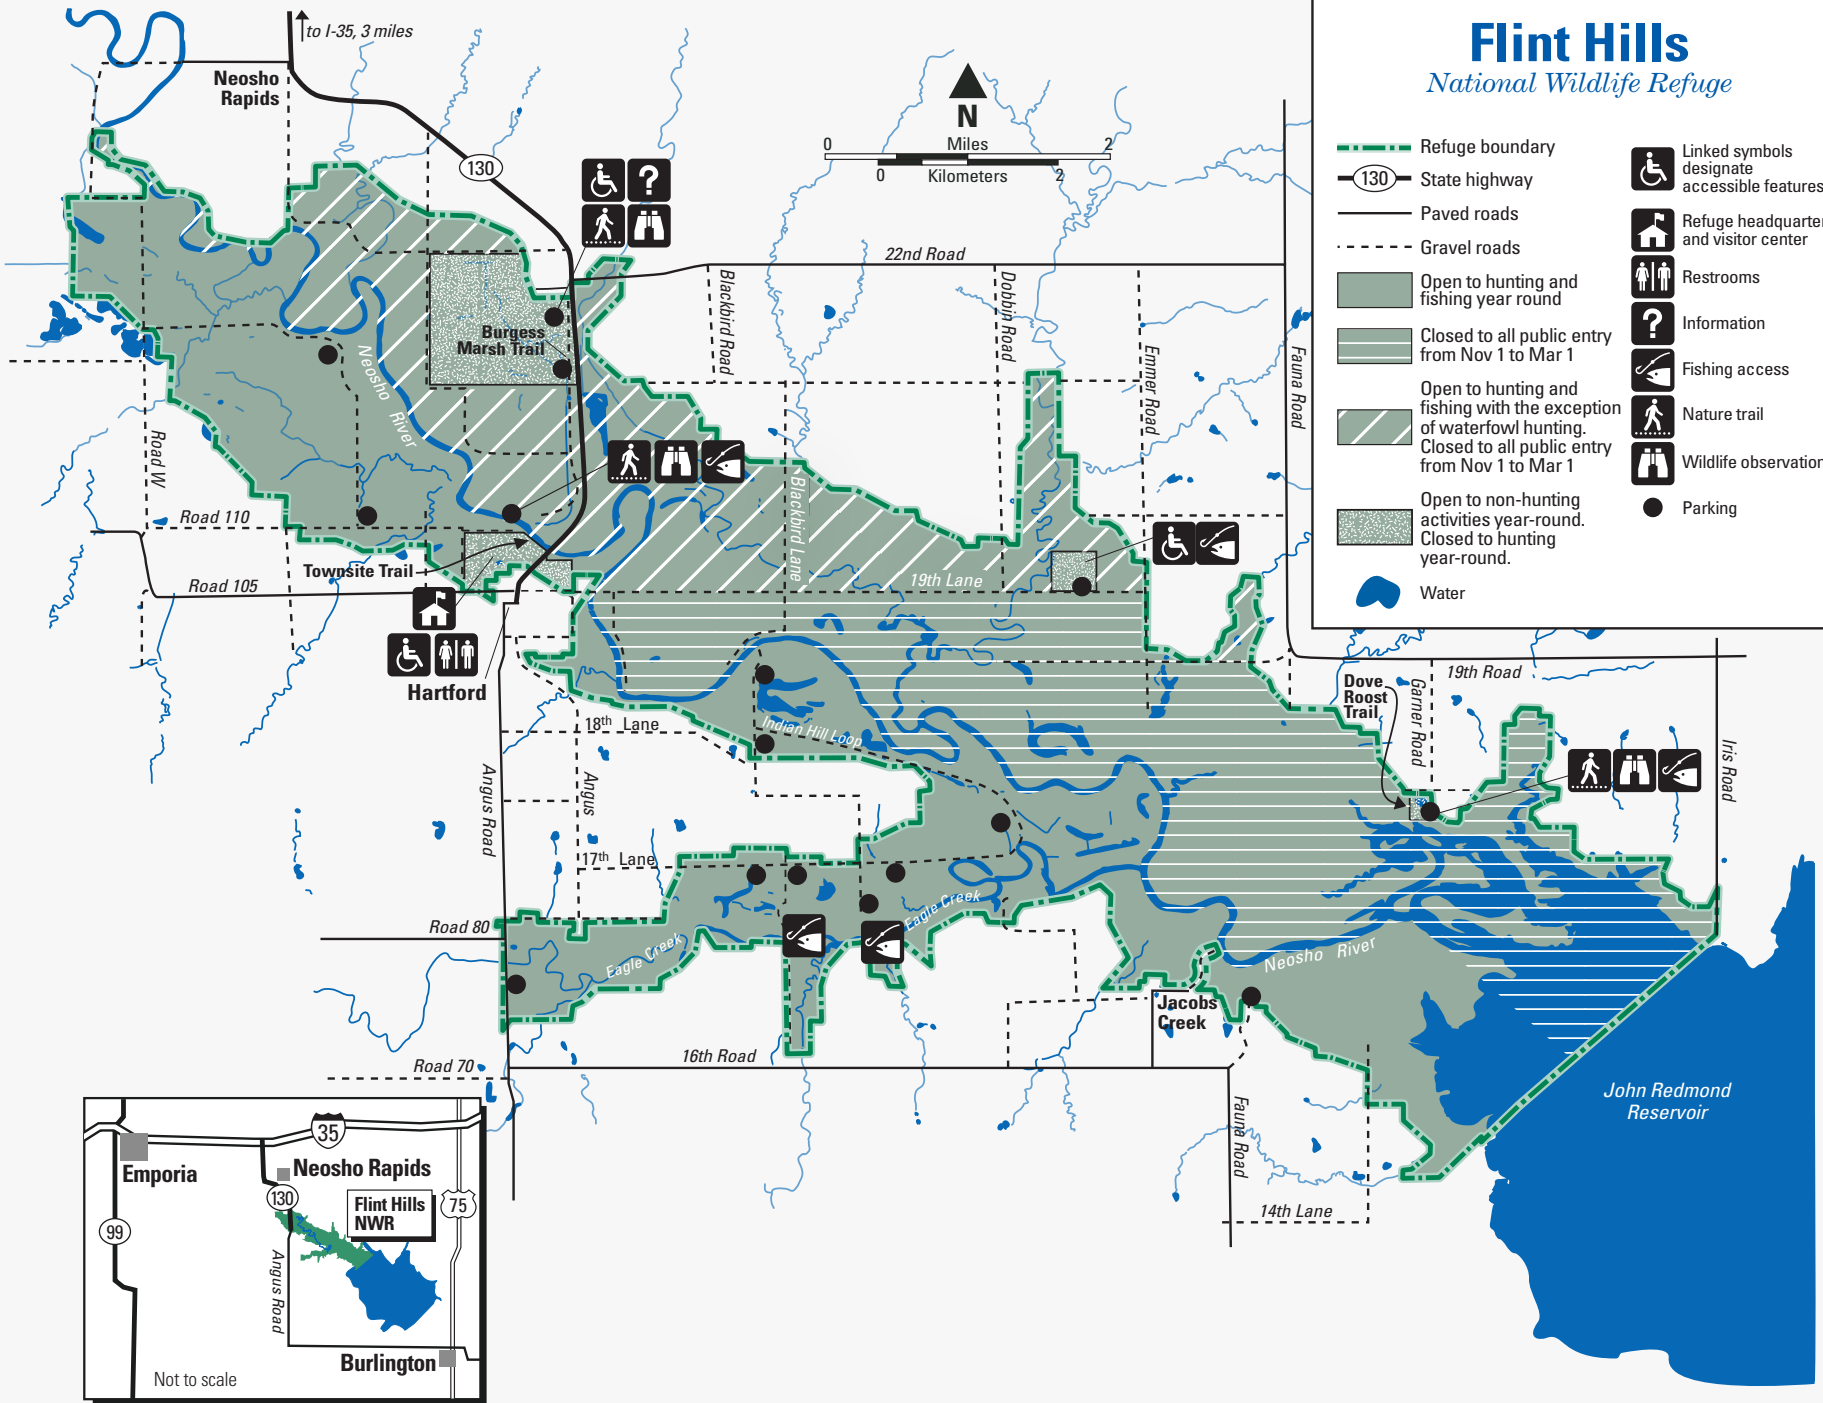 Flint Hills
National Wildlife Refuge
Refuge boundary
130
State highway
Paved roads
Gravel roads
Open to hunting and
fishing year round
Closed to all public entry
from Nov 1 to Mar 1
Open to hunting and
fishing with the exception
of waterfowl hunting.
Closed to all public entry
from Nov 1 to Mar 1
Open to non-hunting
activities year-round.
Closed to hunting
year-round.
Water
Linked symbols
designate
accessible features
Refuge headquarter
and visitor center
Restrooms
?
Information
Fishing access
Nature trail
Wildlife observation
Parking
to I-35, 3 miles
Neosho
Rapids
130
?
N
0 Miles 2
0 Kilometers 2
22nd Road
Blackbird Road
Dobbin Road
Emmer Road
Fauna Road
Burgess
Marsh Trail
Neosho River
Road W
Road 110
Townsite Trail
Road 105
Blackbird Lane
19th Lane
Hartford
18th Lane
Indian Hill Loop
Dove
Roost
Trail
Garner Road
19th Road
Iris Road
Angus Road
Angus
17th Lane
Eagle Creek
Road 80
Eagle Creek
Neosho River
Jacobs
Creek
16th Road
Road 70
Fauna Road
14th Lane
John Redmond
Reservoir
35
Emporia
Neosho Rapids
130
Flint Hills
NWR
75
99
Angus Road
Burlington
Not to scale